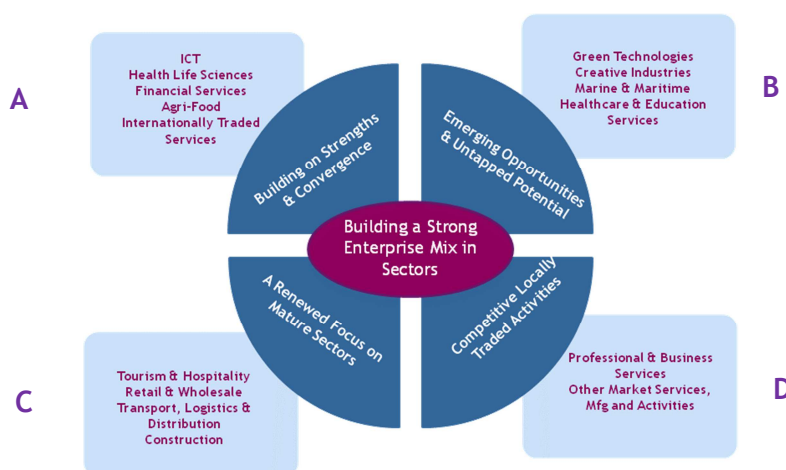 A
ICT
Health Life Sciences
Financial Services
Agri-Food
Internationally Traded
Services
Green Technologies
Creative Industries
Marine & Maritime
Healthcare & Education
Services
B
Building on Strengths
& Convergence
Emerging Opportunities
& Untapped Potential
Building a Strong
Enterprise Mix in
Sectors
A Renewed Focus on
Mature Sectors
Competitive Locally
Traded Activities
C
Tourism & Hospitality
Retail & Wholesale
Transport, Logistics &
Distribution
Construction
Professional & Business
Services
Other Market Services,
Mfg and Activities
D